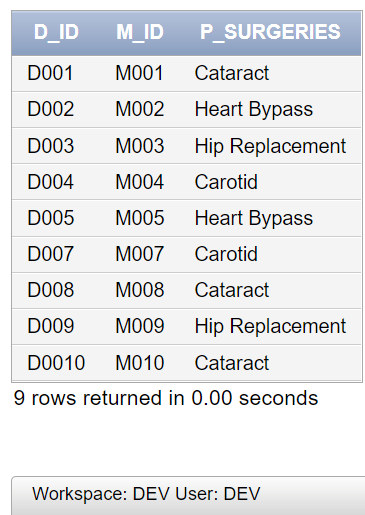 D_ID M_ID P_SURGERIES
D001 M001 Cataract
D002 M002 Heart Bypass
D003 M003 Hip Replacement
D004 M004 Carotid
D005 M005 Heart Bypass
D007 M007 Carotid
D008 M008 Cataract
D009 M009 Hip Replacement
D0010 M010 Cataract
9 rows returned in 0.00 seconds
Workspace: DEV User: DEV